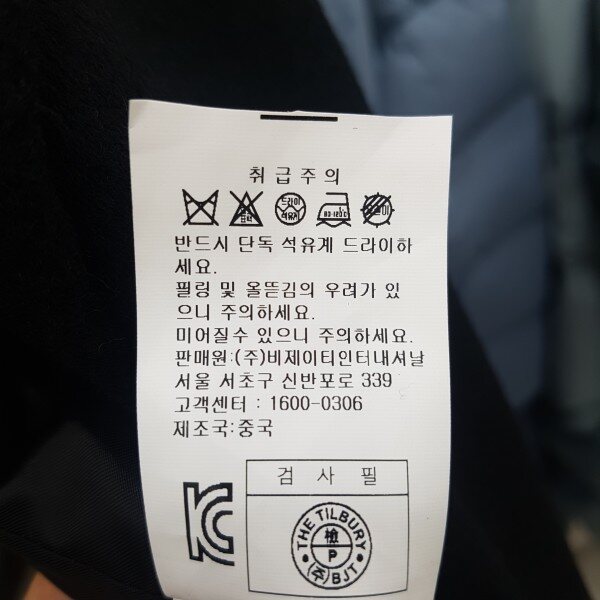 취급주의
드라이
석유계
80-120℃
반드시 단독 석유계 드라이하
세요.
필링 및 올뜯김의 우려가 있
으니 주의하세요.
미어질수 있으니 주의하세요.
판매원:(주)비제이티인터내셔날
서울 서초구 신반포로 339
고객센터 : 1600-0306
제조국:중국
검 사 필
THE TILBURY
檢
P
(주)BJT